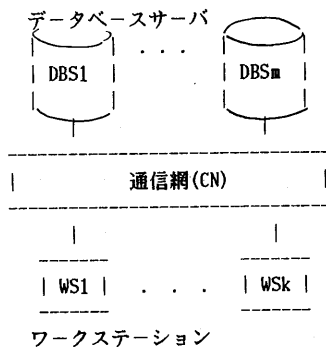 データベースサーバ
DBS1 . . . DBSm
通信網(CN)
WS1 . . . WSk
ワークステーション